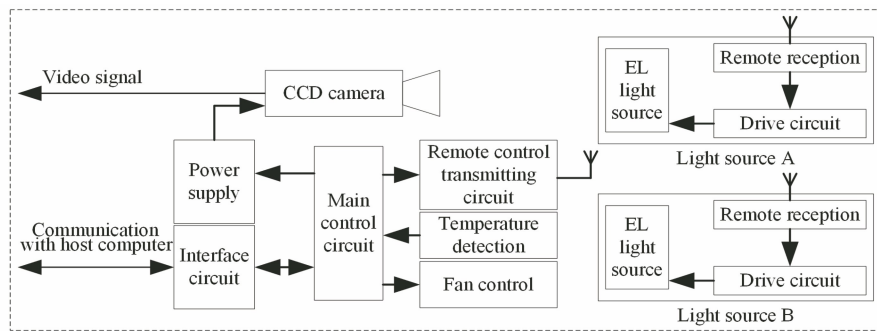 Video signal
CCD camera
Power
supply
Main
control
circuit
Remote control
transmitting
circuit
Temperature
detection
Fan control
Communication
with host computer
Interface
circuit
EL
light
source
Remote reception
Drive circuit
Light source A
EL
light
source
Remote reception
Drive circuit
Light source B